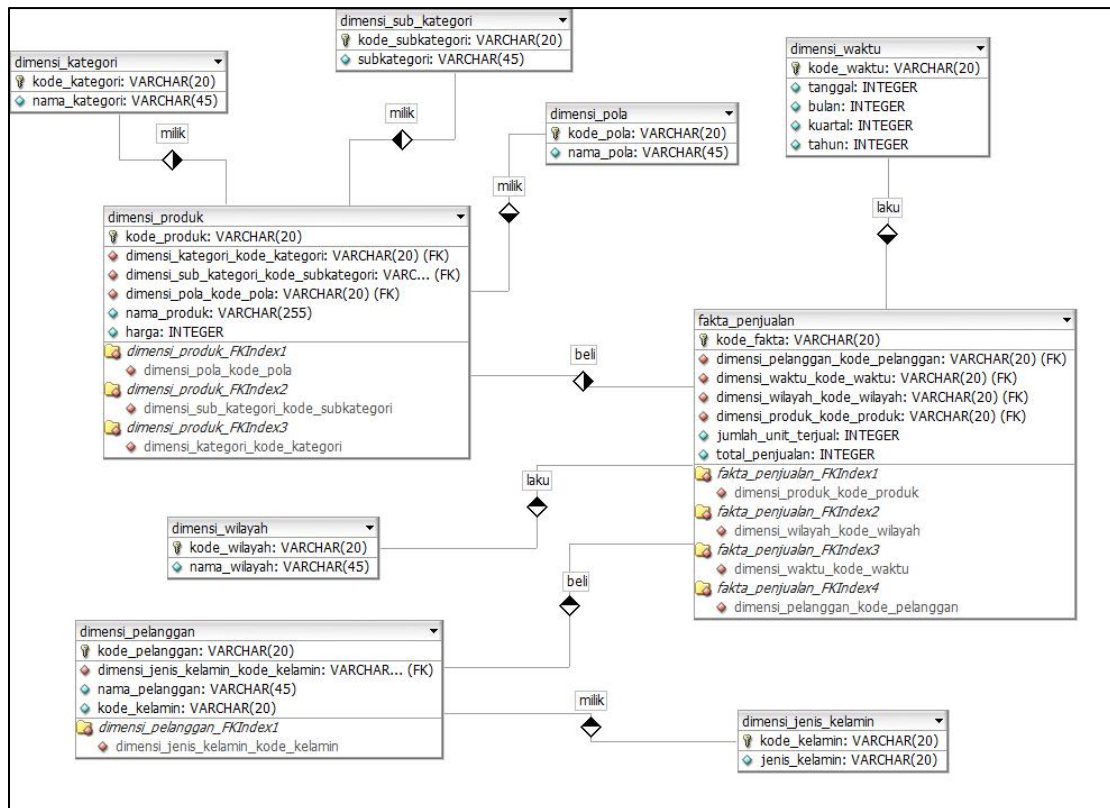 dimensi_sub_kategori
kode_subkategori: VARCHAR(20)
subkategori: VARCHAR(45)
dimensi_kategori
kode_kategori: VARCHAR(20)
nama_kategori: VARCHAR(45)
dimensi_waktu
kode_waktu: VARCHAR(20)
tanggal: INTEGER
bulan: INTEGER
kuartal: INTEGER
tahun: INTEGER
milik
milik
dimensi_pola
kode_pola: VARCHAR(20)
nama_pola: VARCHAR(45)
milik
laku
dimensi_produk
kode_produk: VARCHAR(20)
dimensi_kategori_kode_kategori: VARCHAR(20) (FK)
dimensi_sub_kategori_kode_subkategori: VARC... (FK)
dimensi_pola_kode_pola: VARCHAR(20) (FK)
nama_produk: VARCHAR(255)
harga: INTEGER
dimensi_produk_FKIndex1
dimensi_pola_kode_pola
dimensi_produk_FKIndex2
dimensi_sub_kategori_kode_subkategori
dimensi_produk_FKIndex3
dimensi_kategori_kode_kategori
beli
fakta_penjualan
kode_fakta: VARCHAR(20)
dimensi_pelanggan_kode_pelanggan: VARCHAR(20) (FK)
dimensi_waktu_kode_waktu: VARCHAR(20) (FK)
dimensi_wilayah_kode_wilayah: VARCHAR(20) (FK)
dimensi_produk_kode_produk: VARCHAR(20) (FK)
jumlah_unit_terjual: INTEGER
total_penjualan: INTEGER
fakta_penjualan_FKIndex1
dimensi_produk_kode_produk
fakta_penjualan_FKIndex2
dimensi_wilayah_kode_wilayah
fakta_penjualan_FKIndex3
dimensi_waktu_kode_waktu
fakta_penjualan_FKIndex4
dimensi_pelanggan_kode_pelanggan
laku
dimensi_wilayah
kode_wilayah: VARCHAR(20)
nama_wilayah: VARCHAR(45)
beli
dimensi_pelanggan
kode_pelanggan: VARCHAR(20)
dimensi_jenis_kelamin_kode_kelamin: VARCHAR... (FK)
nama_pelanggan: VARCHAR(45)
kode_kelamin: VARCHAR(20)
dimensi_pelanggan_FKIndex1
dimensi_jenis_kelamin_kode_kelamin
milik
dimensi_jenis_kelamin
kode_kelamin: VARCHAR(20)
jenis_kelamin: VARCHAR(20)